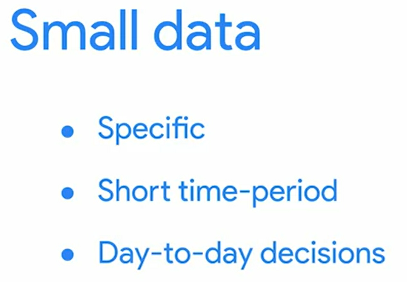 Small data
• Specific
• Short time-period
• Day-to-day decisions